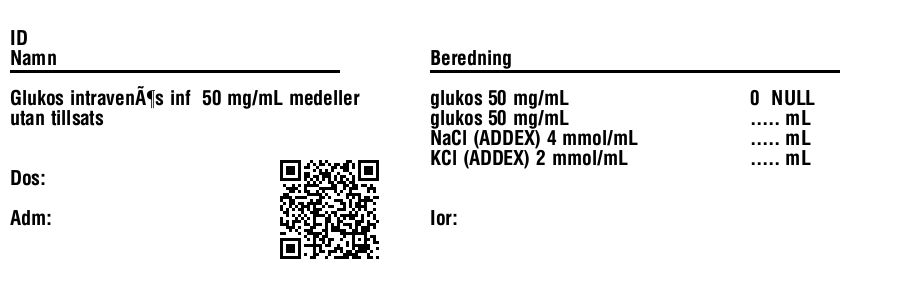 ID
Namn
Glukos intravenÃ¶s inf 50 mg/mL medeller
utan tillsats
Dos:
Adm:
Beredning
glukos 50 mg/mL 0 NULL
glukos 50 mg/mL ..... mL
NaCl (ADDEX) 4 mmol/mL ..... mL
KCl (ADDEX) 2 mmol/mL ..... mL
Ior: